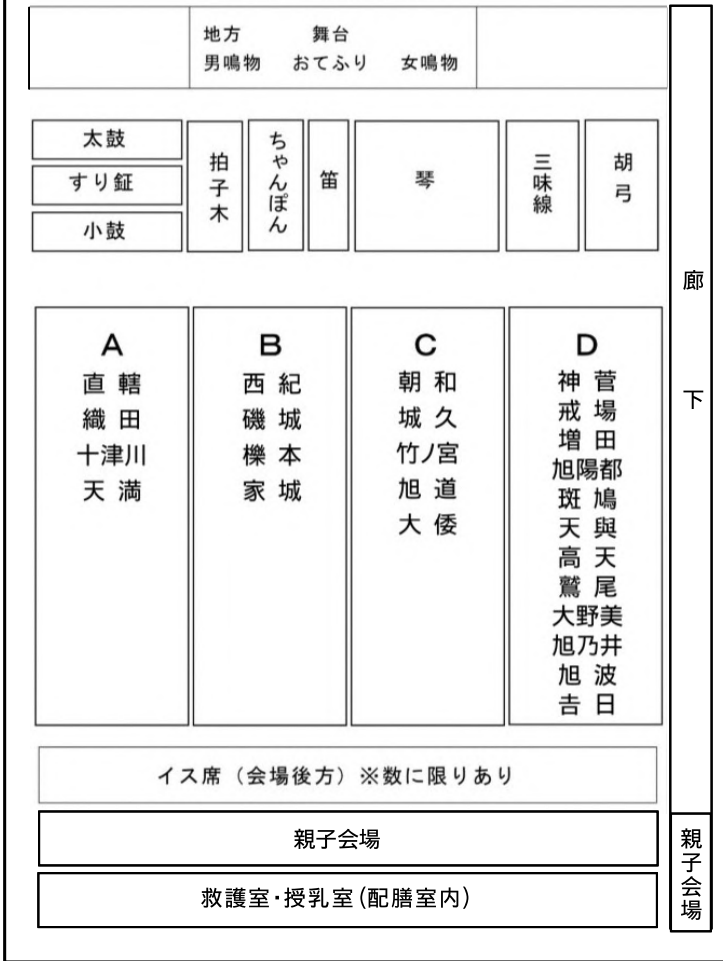 地方 舞台
男鳴物 おてふり 女鳴物
太鼓
すり鉦
小鼓
拍子木
ちゃんぽん
笛
琴
三味線
胡弓
廊下
A
直轄
織田
十津川
天満
B
西紀
磯城
櫟本
家城
C
朝和
城久
竹ノ宮
旭道
大倭
D
神菅
戒場
増田
旭陽都
斑鳩
天與
高天
鷲尾
大野美
旭乃井
旭波
𠮷日
イス席（会場後方）※数に限りあり
親子会場
救護室・授乳室（配膳室内）
親子会場